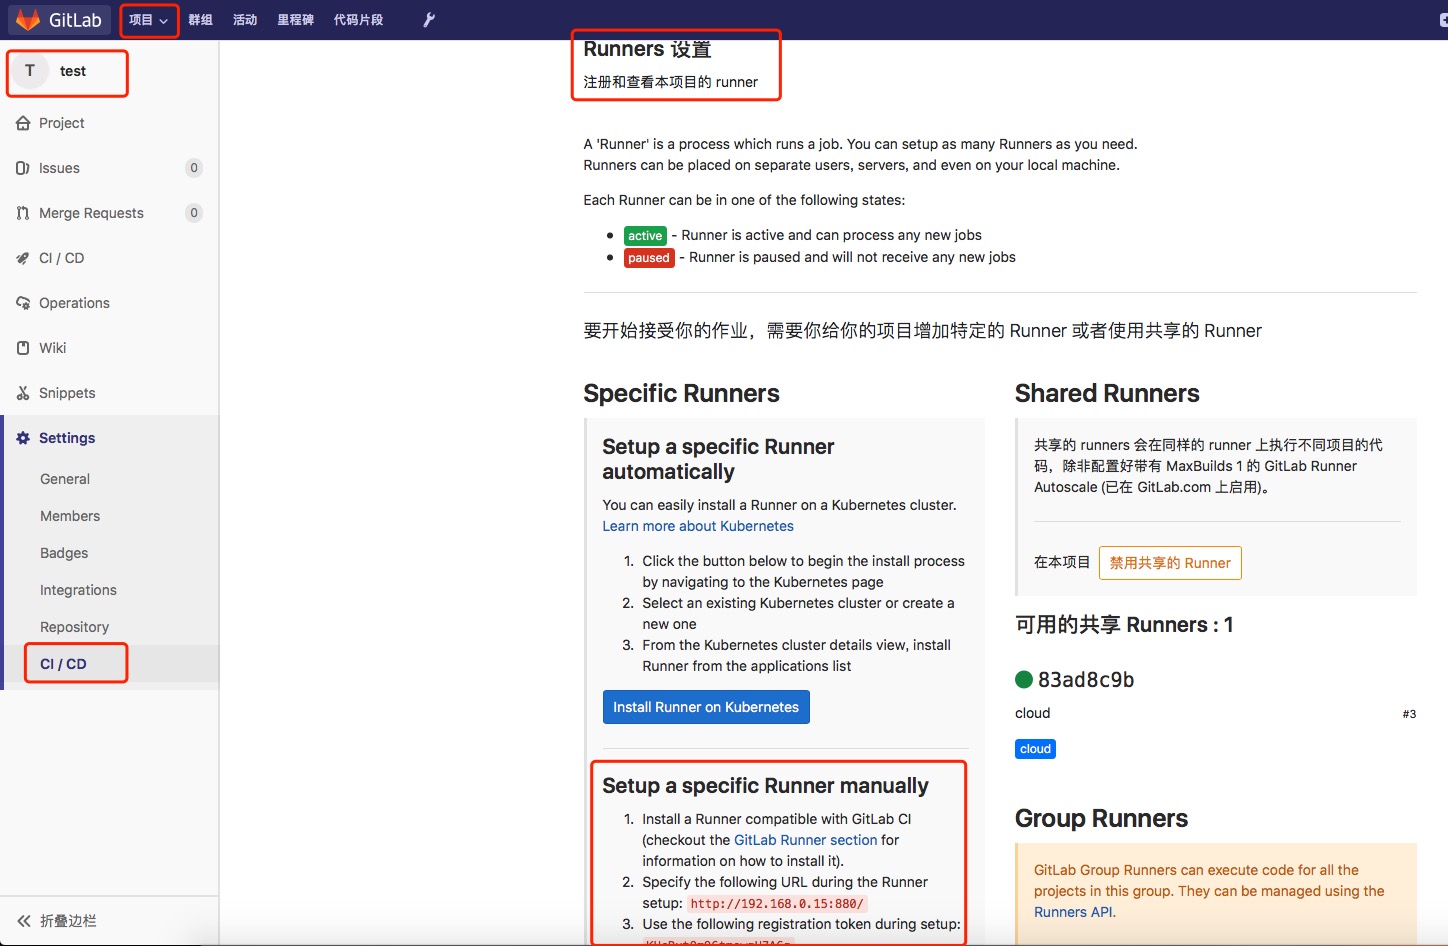 GitLab
项目
群组
活动
里程碑
代码片段
T
test
Project
Issues
0
Merge Requests
0
CI / CD
Operations
Wiki
Snippets
Settings
General
Members
Badges
Integrations
Repository
CI / CD
折叠边栏
Runners 设置
注册和查看本项目的 runner
A 'Runner' is a process which runs a job. You can setup as many Runners as you need.
Runners can be placed on separate users, servers, and even on your local machine.
Each Runner can be in one of the following states:
active - Runner is active and can process any new jobs
paused - Runner is paused and will not receive any new jobs
要开始接受你的作业，需要你给你的项目增加特定的 Runner 或者使用共享的 Runner
Specific Runners
Setup a specific Runner
automatically
You can easily install a Runner on a Kubernetes cluster.
Learn more about Kubernetes
1. Click the button below to begin the install process
by navigating to the Kubernetes page
2. Select an existing Kubernetes cluster or create a
new one
3. From the Kubernetes cluster details view, install
Runner from the applications list
Install Runner on Kubernetes
Setup a specific Runner manually
1. Install a Runner compatible with GitLab CI
(checkout the GitLab Runner section for
information on how to install it).
2. Specify the following URL during the Runner
setup: http://192.168.0.15:880/
3. Use the following registration token during setup:
Shared Runners
共享的 runners 会在同样的 runner 上执行不同项目的代
码，除非配置好带有 MaxBuilds 1 的 GitLab Runner
Autoscale (已在 GitLab.com 上启用)。
在本项目 禁用共享的 Runner
可用的共享 Runners : 1
83ad8c9b
cloud
#3
cloud
Group Runners
GitLab Group Runners can execute code for all the
projects in this group. They can be managed using the
Runners API.